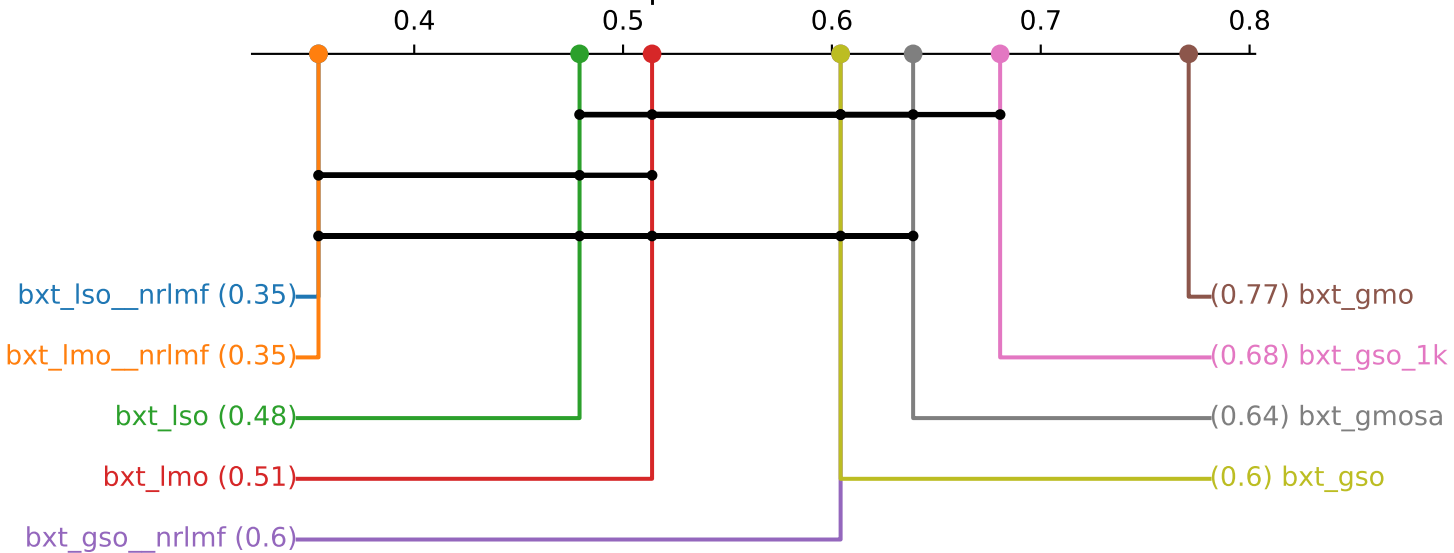 0.4 0.5 0.6 0.7 0.8
bxt_lso__nrlmf (0.35) (0.77) bxt_gmo
bxt_lmo__nrlmf (0.35) (0.68) bxt_gso_1k
bxt_lso (0.48) (0.64) bxt_gmosa
bxt_lmo (0.51) (0.6) bxt_gso
bxt_gso__nrlmf (0.6)